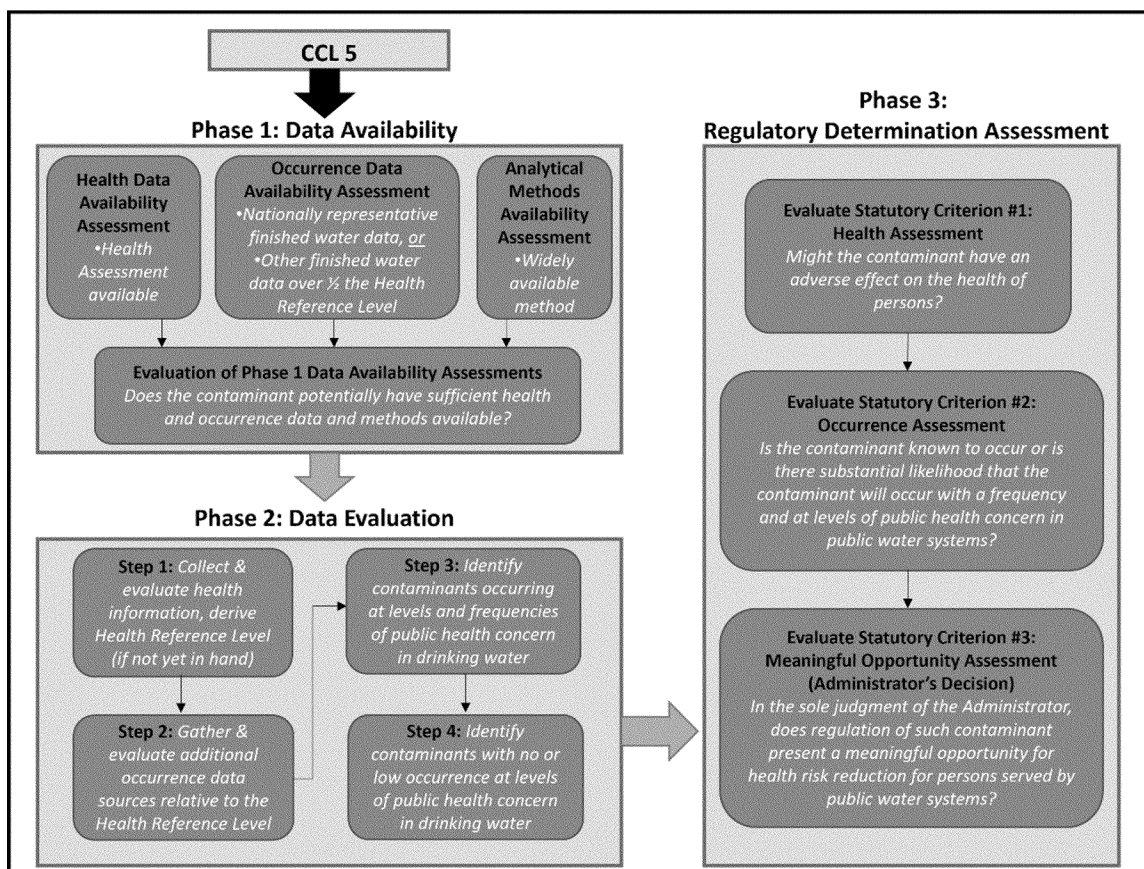 CCL 5
Phase 1: Data Availability
Health Data
Availability
Assessment
•Health
Assessment
available
Occurrence Data
Availability Assessment
•Nationally representative
finished water data, or
•Other finished water
data over ½ the Health
Reference Level
Analytical
Methods
Availability
Assessment
•Widely
available
method
Evaluation of Phase 1 Data Availability Assessments
Does the contaminant potentially have sufficient health
and occurrence data and methods available?
Phase 2: Data Evaluation
Step 1: Collect &
evaluate health
information, derive
Health Reference Level
(if not yet in hand)
Step 2: Gather &
evaluate additional
occurrence data
sources relative to the
Health Reference Level
Step 3: Identify
contaminants occurring
at levels and frequencies
of public health concern
in drinking water
Step 4: Identify
contaminants with no or
low occurrence at levels
of public health concern
in drinking water
Phase 3:
Regulatory Determination Assessment
Evaluate Statutory Criterion #1:
Health Assessment
Might the contaminant have an
adverse effect on the health of
persons?
Evaluate Statutory Criterion #2:
Occurrence Assessment
Is the contaminant known to occur or is
there substantial likelihood that the
contaminant will occur with a frequency
and at levels of public health concern in
public water systems?
Evaluate Statutory Criterion #3:
Meaningful Opportunity Assessment
(Administrator's Decision)
In the sole judgment of the Administrator,
does regulation of such contaminant
present a meaningful opportunity for
health risk reduction for persons served by
public water systems?